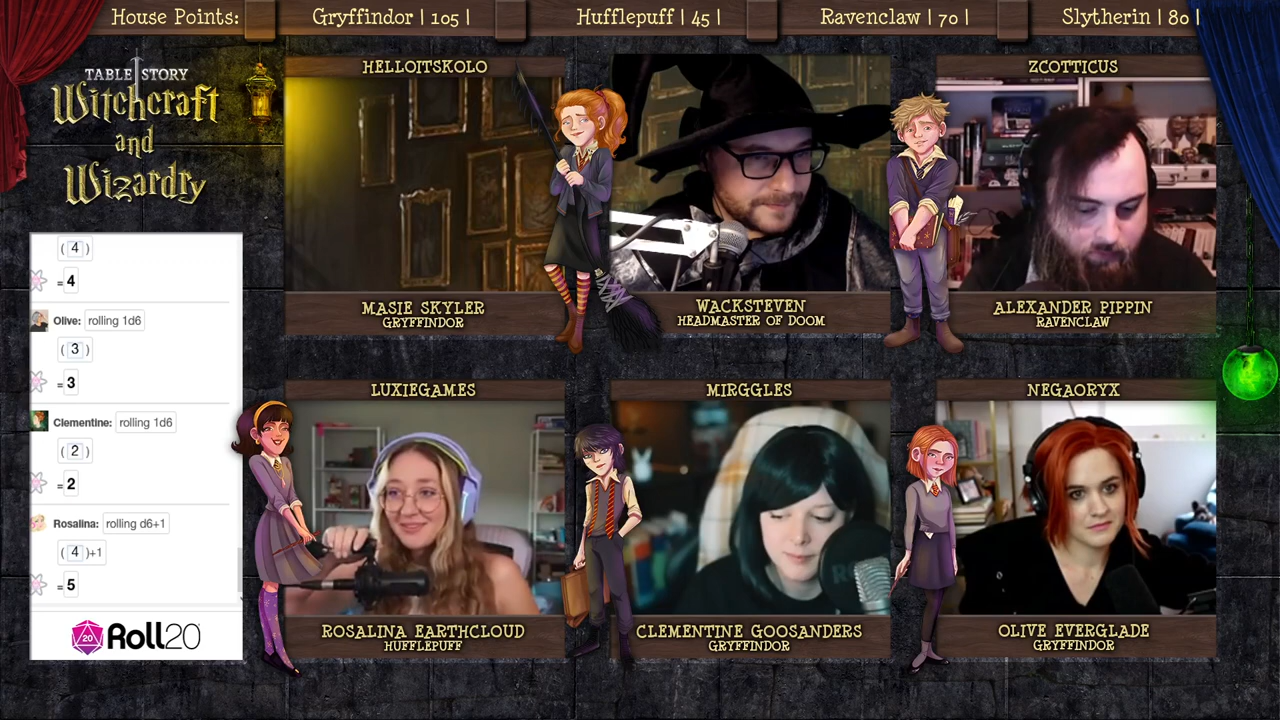 House Points: Gryffindor | 105 | Hufflepuff | 45 | Ravenclaw | 70 | Slytherin | 80 |
TABLE STORY
Witchcraft
and
Wizardry
HELLOITSKOLO
MASIE SKYLER
GRYFFINDOR
WACKSTEVEN
HEADMASTER OF DOOM
ZCOTTICUS
ALEXANDER PIPPIN
RAVENCLAW
( 4 )
= 4
Olive: rolling 1d6
( 3 )
= 3
Clementine: rolling 1d6
( 2 )
= 2
Rosalina: rolling d6+1
( 4 )+1
= 5
20 Roll20
LUXIEGAMES
ROSALINA EARTHCLOUD
HUFFLEPUFF
MIRGGLES
CLEMENTINE GOOSANDERS
GRYFFINDOR
NEGAORYX
OLIVE EVERGLADE
GRYFFINDOR